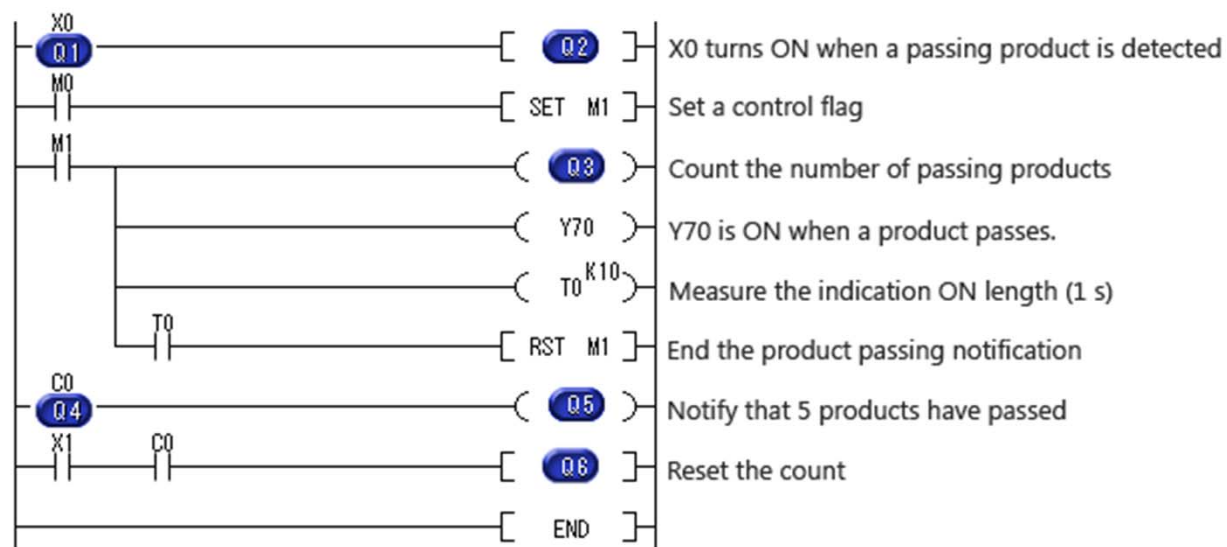 X0
Q1 Q2 X0 turns ON when a passing product is detected
M0
SET M1 Set a control flag
M1
Q3 Count the number of passing products
Y70 Y70 is ON when a product passes.
T0 K10 Measure the indication ON length (1 s)
T0
RST M1 End the product passing notification
C0
Q4 Q5 Notify that 5 products have passed
X1 C0
Q6 Reset the count
END